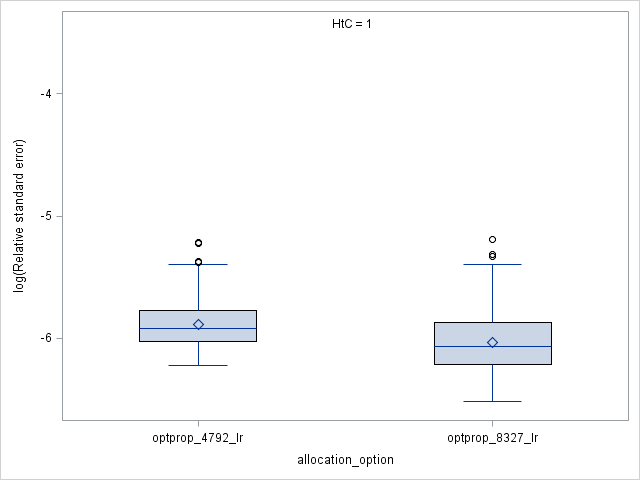 HtC = 1
-4
-5
-6
log(Relative standard error)
optprop_4792_lr
optprop_8327_lr
allocation_option